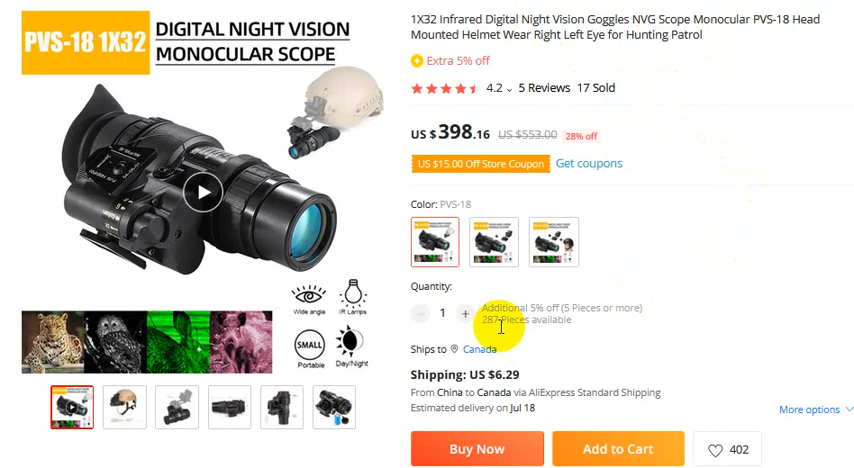 PVS-18 1X32
DIGITAL NIGHT VISION
MONOCULAR SCOPE
Wide angle
IR Lamps
SMALL
Portable
Day/Night
1X32 Infrared Digital Night Vision Goggles NVG Scope Monocular PVS-18 Head
Mounted Helmet Wear Right Left Eye for Hunting Patrol
Extra 5% off
4.2 5 Reviews 17 Sold
US $398.16 US $553.00 28% off
US $15.00 Off Store Coupon Get coupons
Color: PVS-18
Quantity:
1
Additional 5% off (5 Pieces or more)
287 Pieces available
Ships to Canada
Shipping: US $6.29
From China to Canada via AliExpress Standard Shipping
Estimated delivery on Jul 18
More options
Buy Now
Add to Cart
402